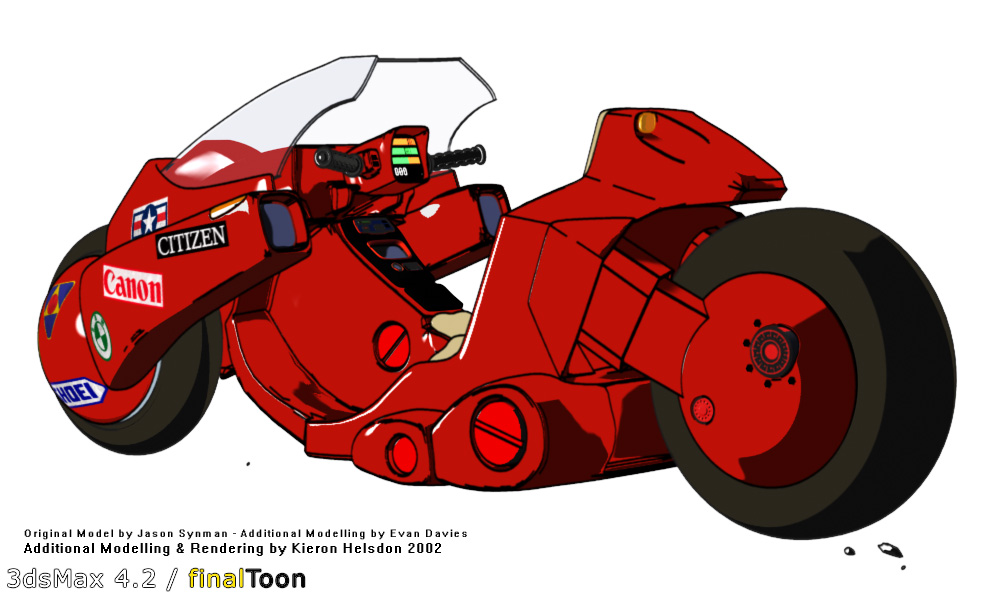 CITIZEN
Canon
HOEI
000
Original Model by Jason Synman - Additional Modelling by Evan Davies
Additional Modelling & Rendering by Kieron Helsdon 2002
3dsMax 4.2 / finalToon